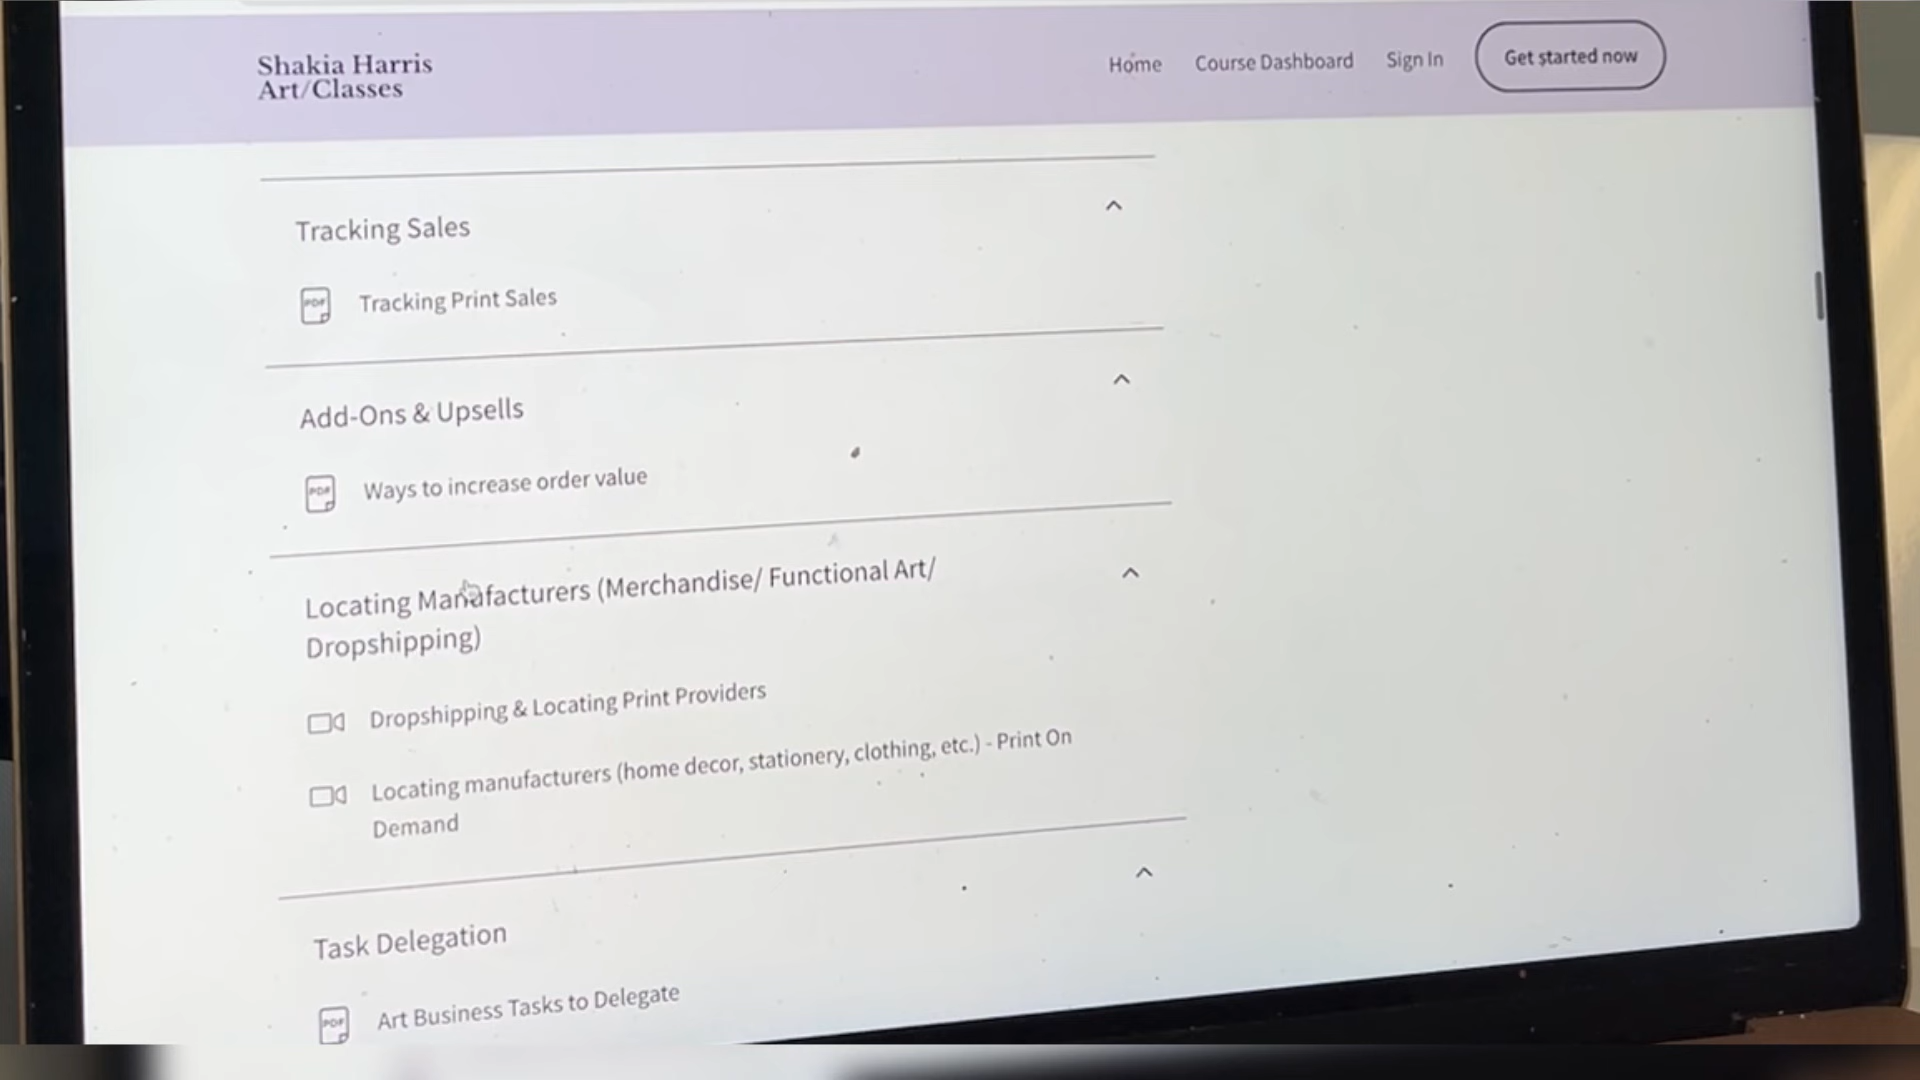 Shakia Harris
Art/Classes
Home
Course Dashboard
Sign In
Get started now
Tracking Sales
PDF
Tracking Print Sales
Add-Ons & Upsells
PDF
Ways to increase order value
Locating Manufacturers (Merchandise/ Functional Art/
Dropshipping)
Dropshipping & Locating Print Providers
Locating manufacturers (home decor, stationery, clothing, etc.) - Print On
Demand
Task Delegation
PDF
Art Business Tasks to Delegate